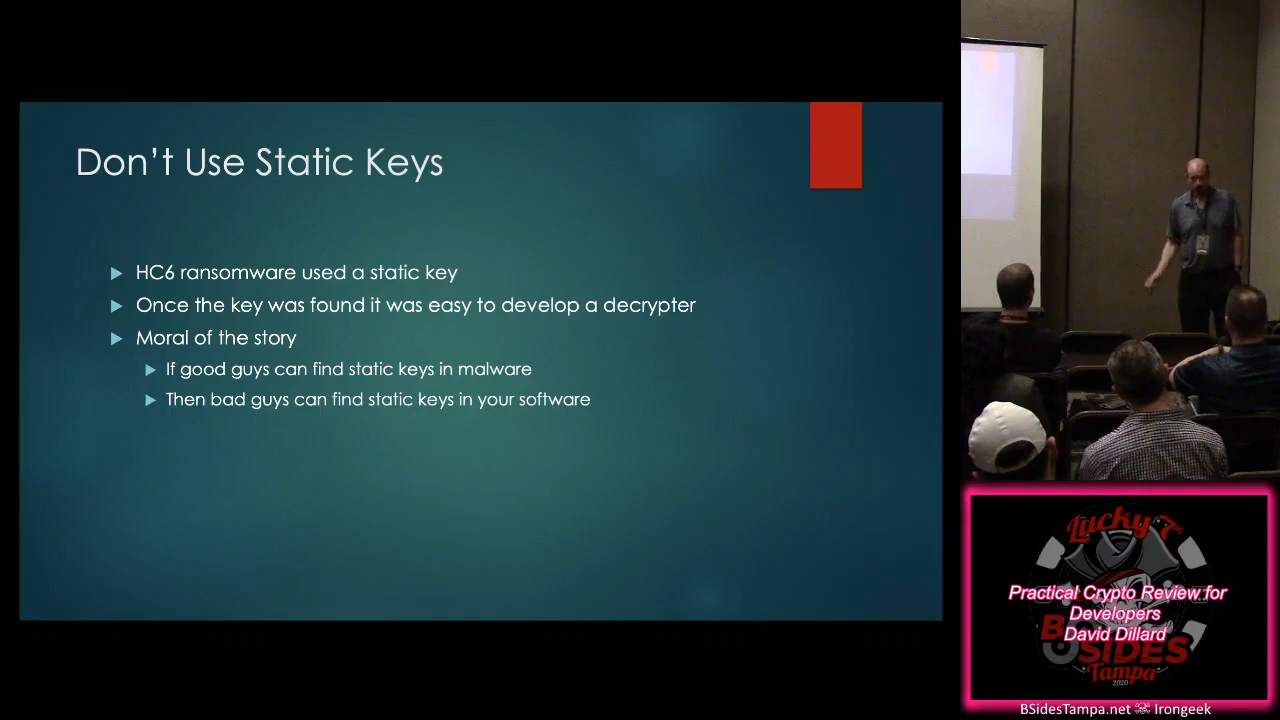 Don't Use Static Keys
HC6 ransomware used a static key
Once the key was found it was easy to develop a decrypter
Moral of the story
If good guys can find static keys in malware
Then bad guys can find static keys in your software
Lucky 7th
Practical Crypto Review for
Developers
David Dillard
BSIDES
Tampa
2020
BSidesTampa.net
Irongeek